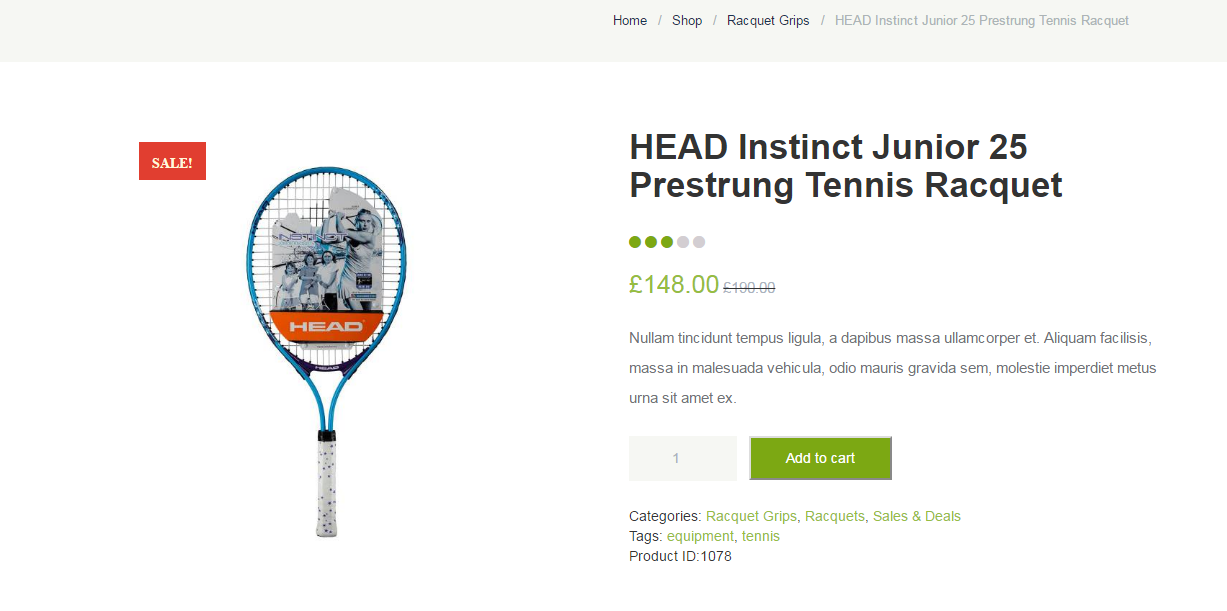 Home / Shop / Racquet Grips / HEAD Instinct Junior 25 Prestrung Tennis Racquet
SALE!
HEAD Instinct Junior 25
Prestrung Tennis Racquet
£148.00 £190.00
Nullam tincidunt tempus ligula, a dapibus massa ullamcorper et. Aliquam facilisis,
massa in malesuada vehicula, odio mauris gravida sem, molestie imperdiet metus
urna sit amet ex.
1 Add to cart
Categories: Racquet Grips, Racquets, Sales & Deals
Tags: equipment, tennis
Product ID:1078
INSTINCT
HEAD
HEAD